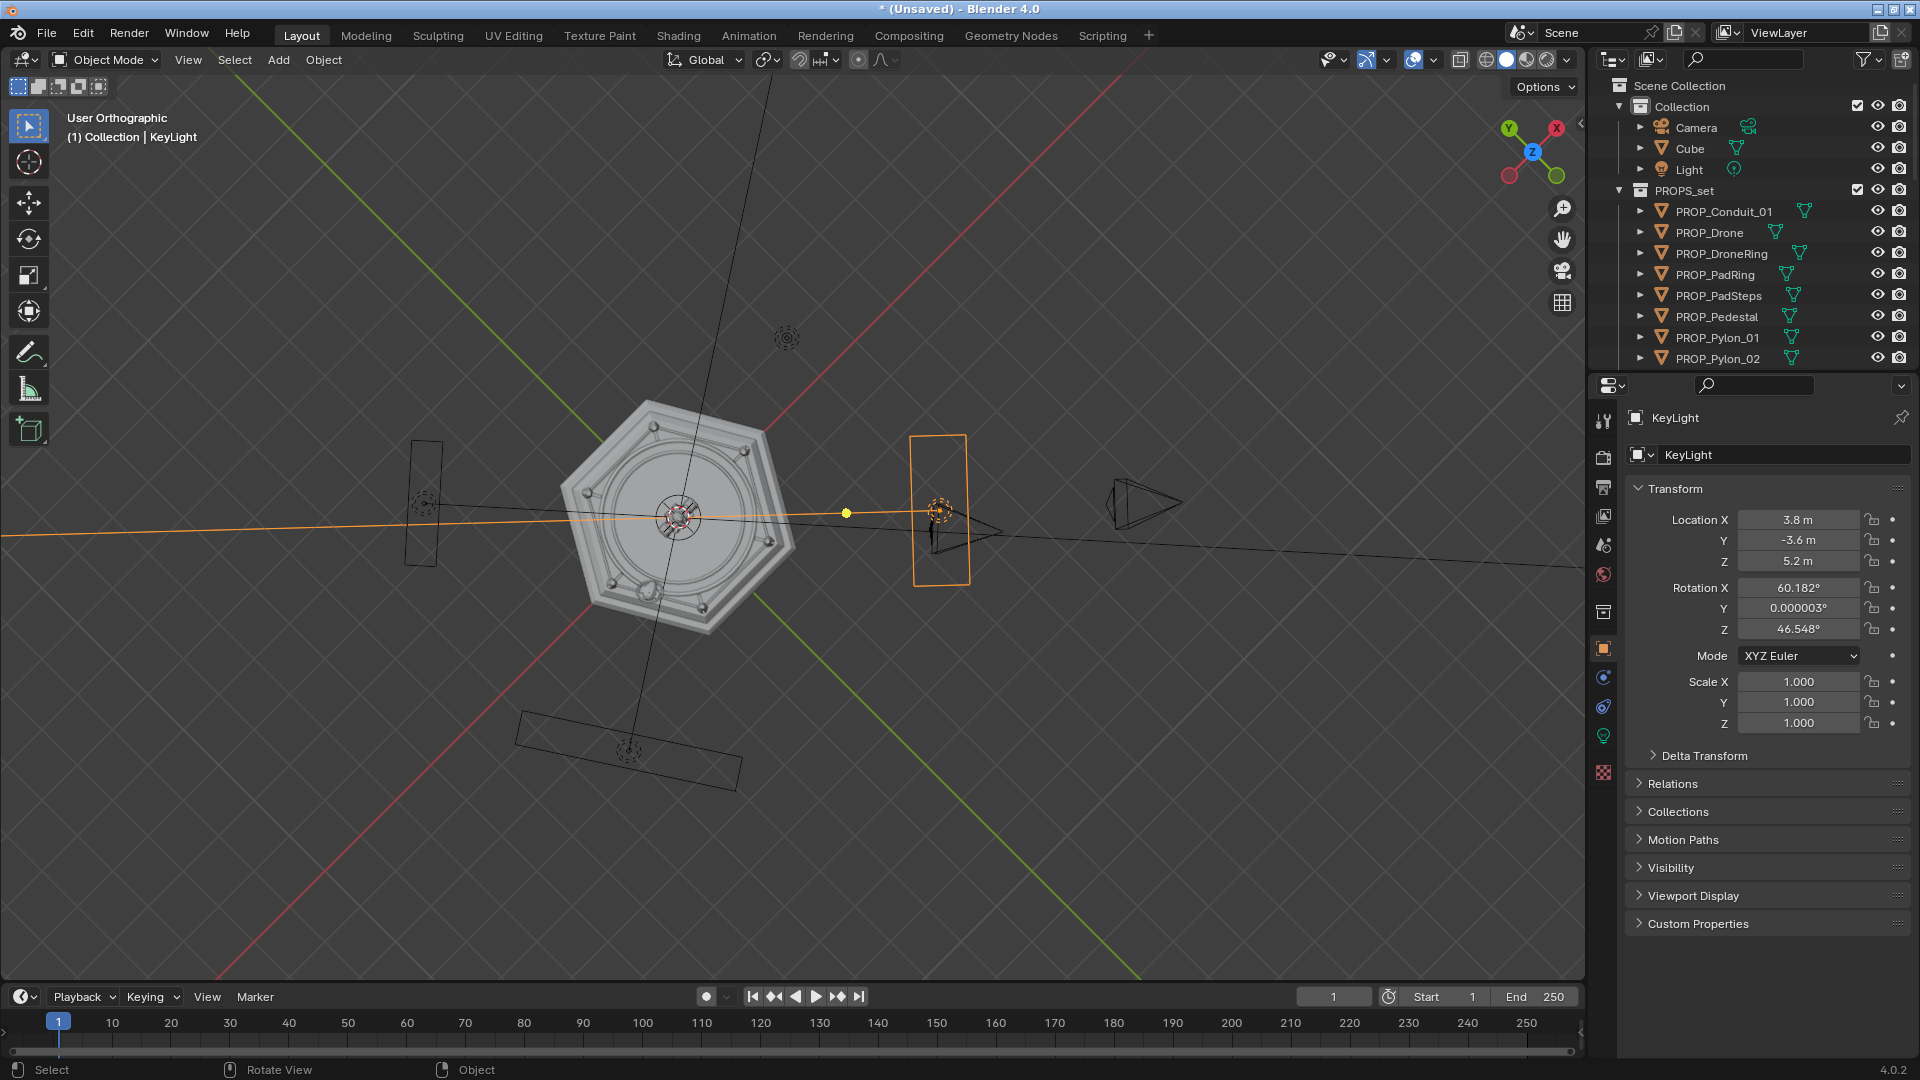 * (Unsaved) - Blender 4.0
File Edit Render Window Help Layout Modeling Sculpting UV Editing Texture Paint Shading Animation Rendering Compositing Geometry Nodes Scripting Scene ViewLayer
Object Mode View Select Add Object Global
Options
User Orthographic
(1) Collection | KeyLight
Y X
Z
Scene Collection
Collection
Camera
Cube
Light
PROPS_set
PROP_Conduit_01
PROP_Drone
PROP_DroneRing
PROP_PadRing
PROP_PadSteps
PROP_Pedestal
PROP_Pylon_01
PROP_Pylon_02
KeyLight
KeyLight
Transform
Location X 3.8 m
Y -3.6 m
Z 5.2 m
Rotation X 60.182°
Y 0.000003°
Z 46.548°
Mode XYZ Euler
Scale X 1.000
Y 1.000
Z 1.000
Delta Transform
Relations
Collections
Motion Paths
Visibility
Viewport Display
Custom Properties
Playback Keying View Marker 1 Start 1 End 250
1 10 20 30 40 50 60 70 80 90 100 110 120 130 140 150 160 170 180 190 200 210 220 230 240 250
Select Rotate View Object 4.0.2